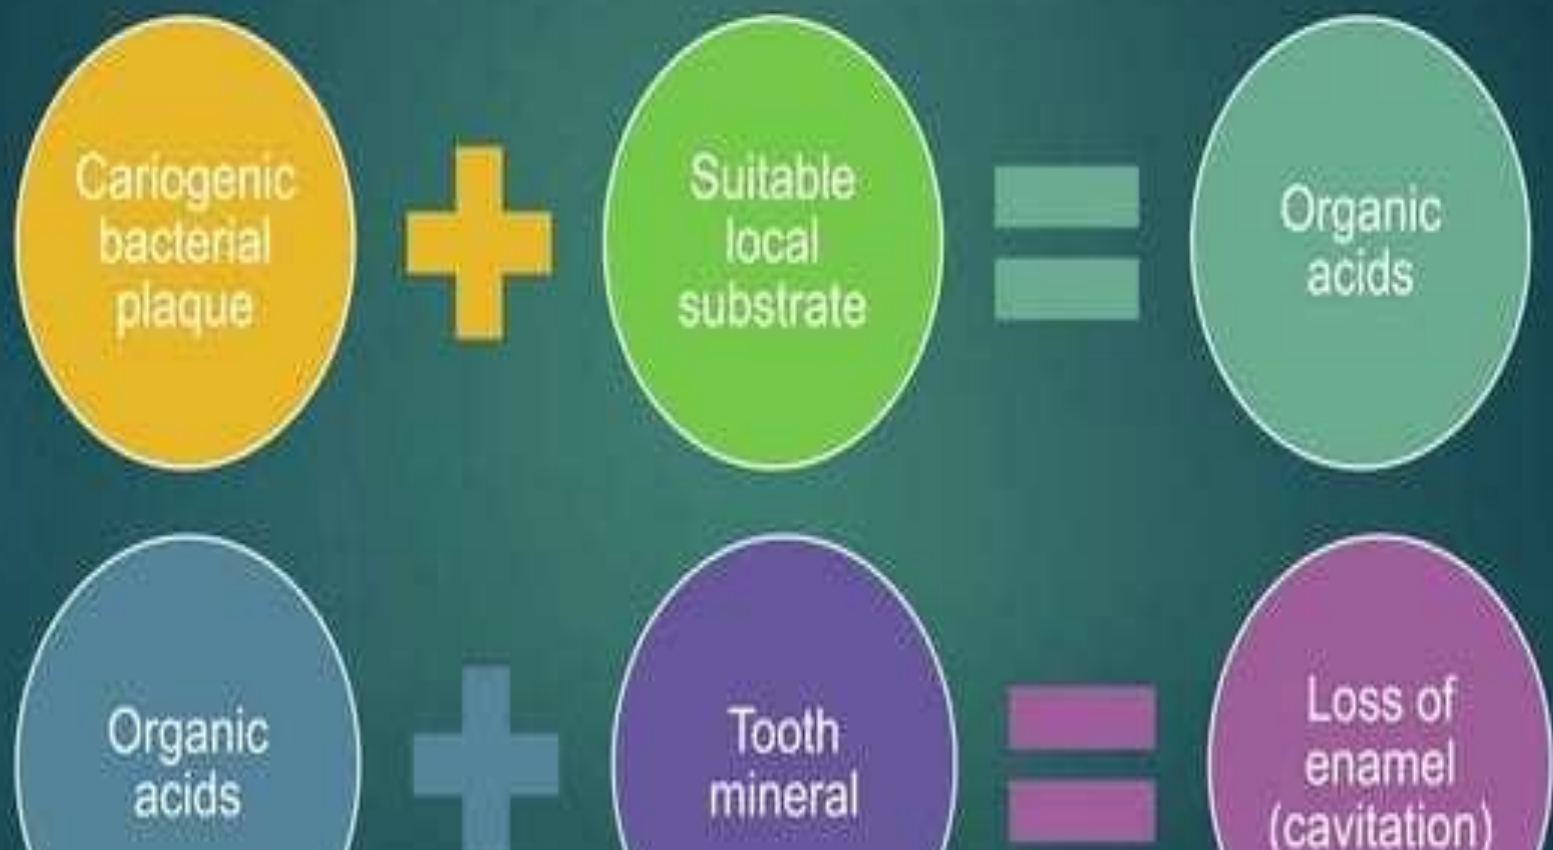 Cariogenic
bacterial
plaque
Suitable
local
substrate
Organic
acids
Organic
acids
Tooth
mineral
Loss of
enamel
(cavitation)